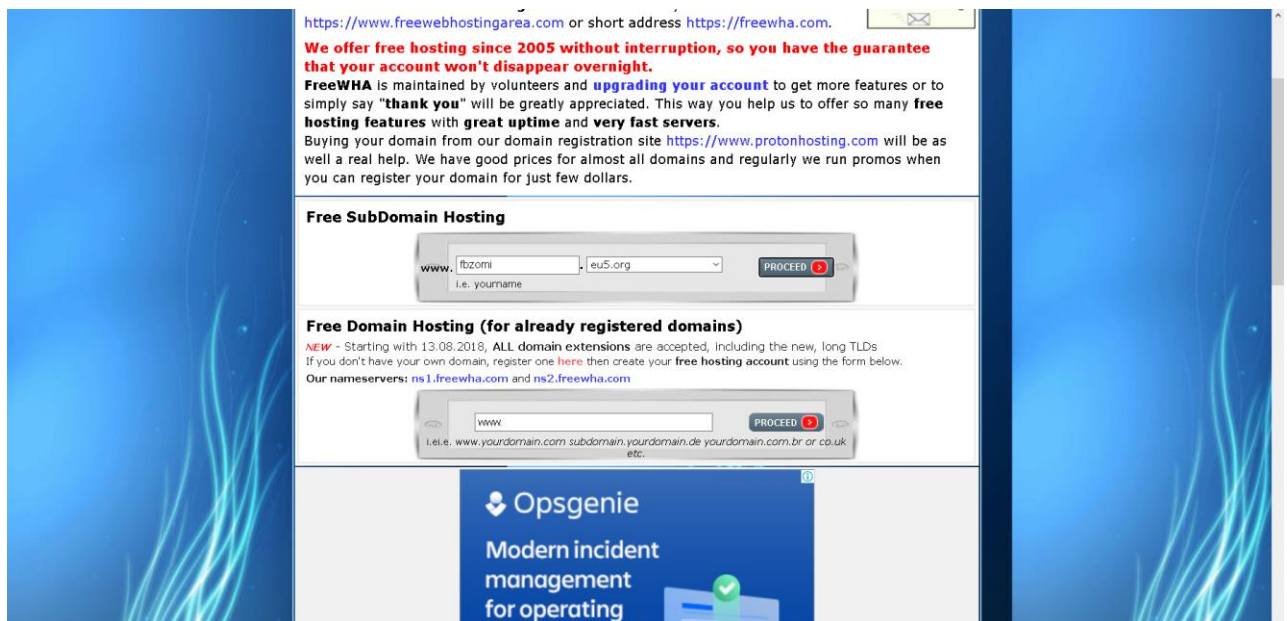 https://www.freewebhostingarea.com or short address https://freewha.com.
We offer free hosting since 2005 without interruption, so you have the guarantee
that your account won't disappear overnight.
FreeWHA is maintained by volunteers and upgrading your account to get more features or to
simply say "thank you" will be greatly appreciated. This way you help us to offer so many free
hosting features with great uptime and very fast servers.
Buying your domain from our domain registration site https://www.protonhosting.com will be as
well a real help. We have good prices for almost all domains and regularly we run promos when
you can register your domain for just few dollars.
Free SubDomain Hosting
www. fbzomi . eu5.org PROCEED
i.e. yourname
Free Domain Hosting (for already registered domains)
NEW - Starting with 13.08.2018, ALL domain extensions are accepted, including the new, long TLDs
If you don't have your own domain, register one here then create your free hosting account using the form below.
Our nameservers: ns1.freewha.com and ns2.freewha.com
www. PROCEED
i.ei.e. www.yourdomain.com subdomain.yourdomain.de yourdomain.com.br or co.uk
etc.
Opsgenie
Modern incident
management
for operating